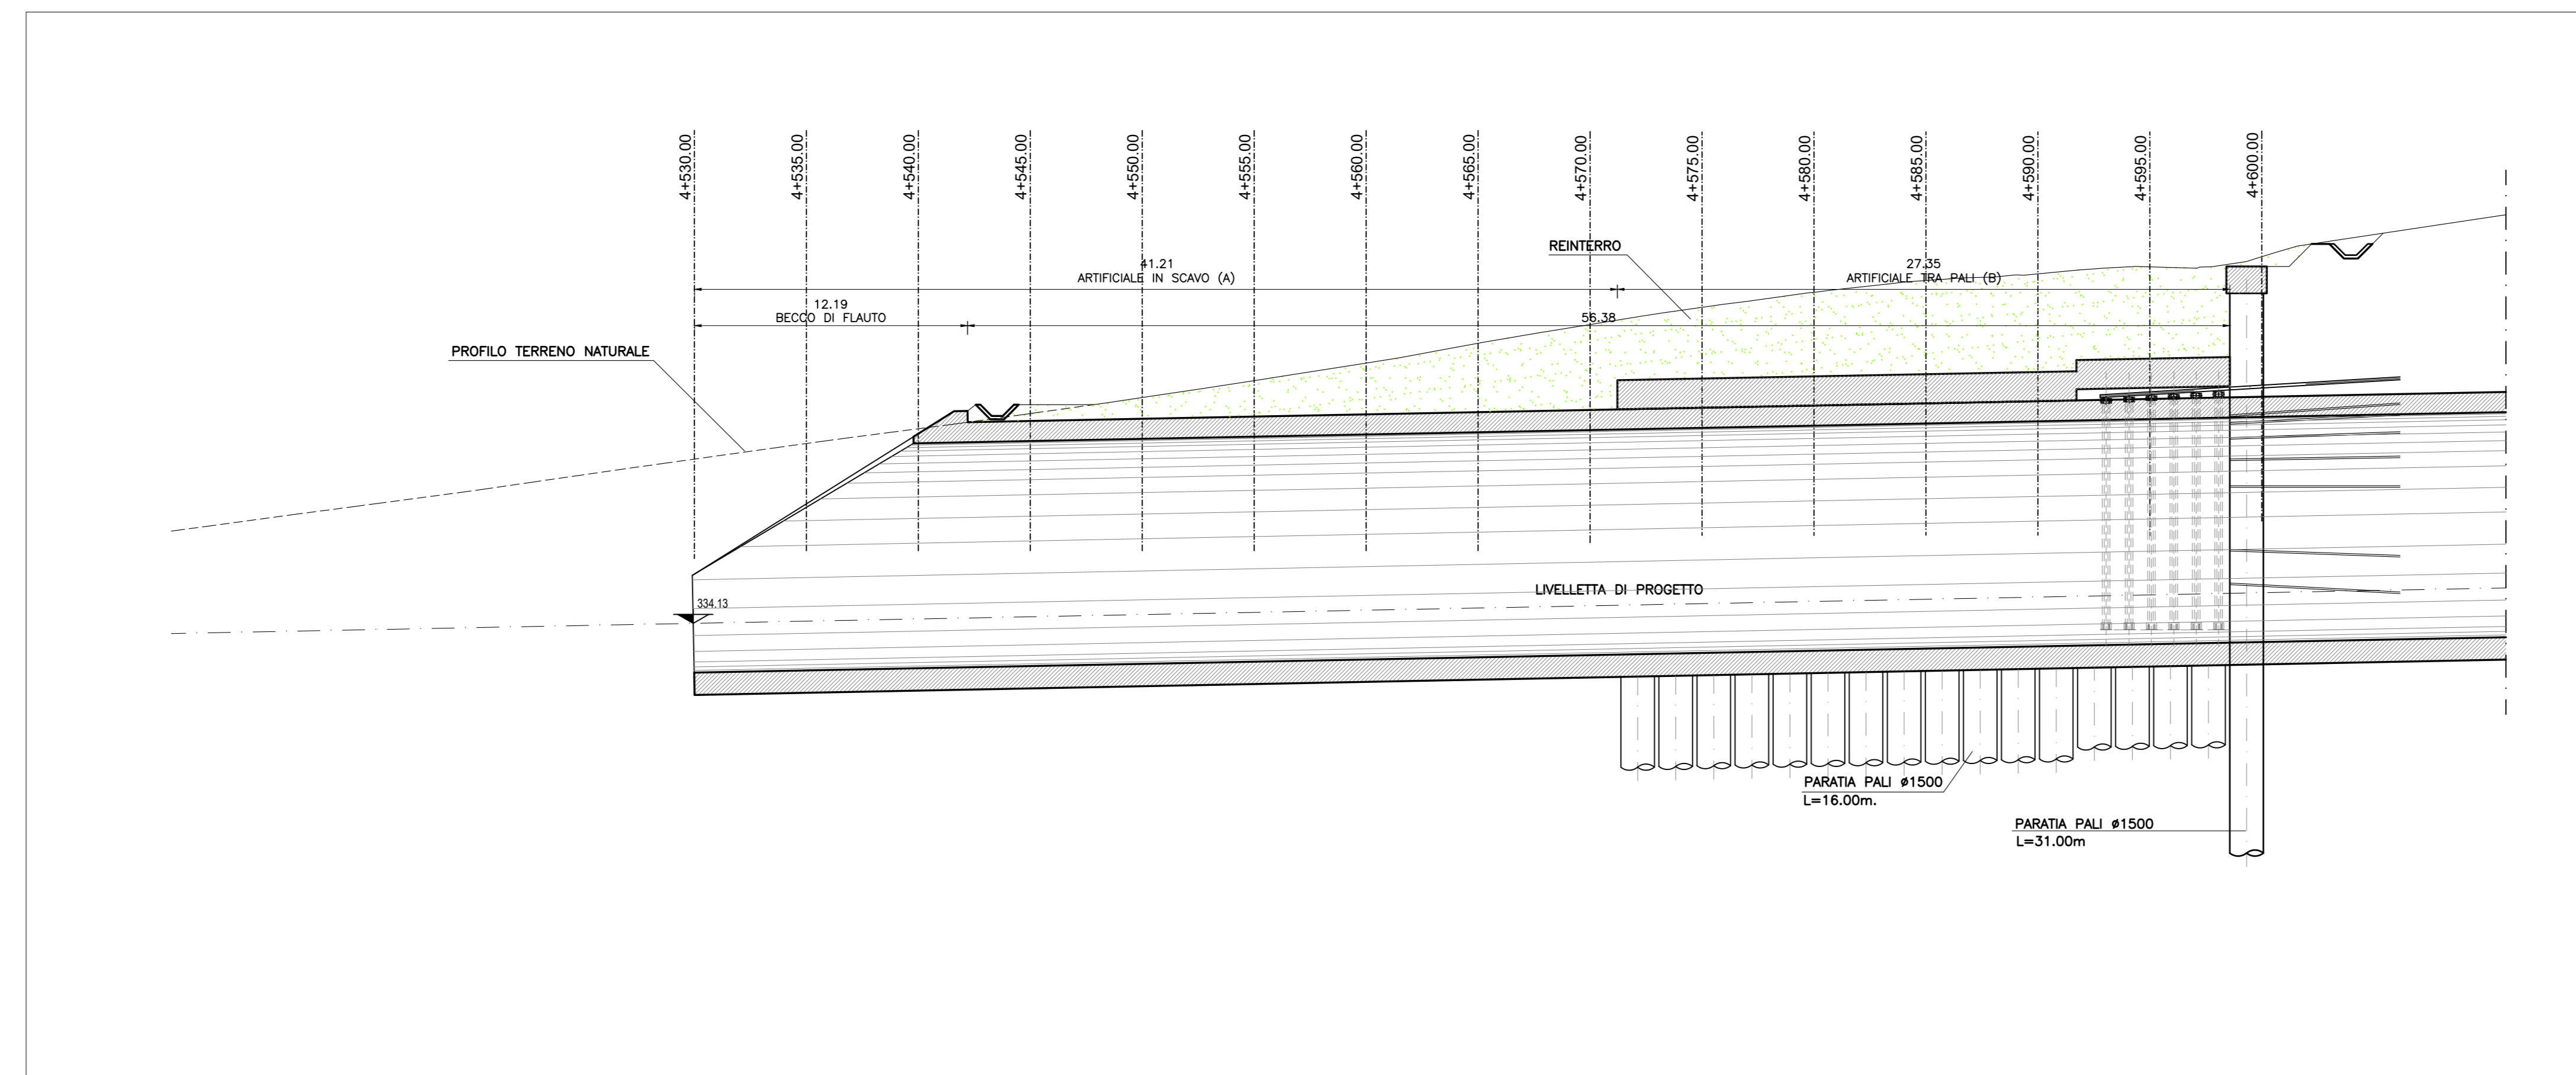 4+530.00
4+535.00
4+540.00
4+545.00
4+550.00
4+555.00
4+560.00
4+565.00
4+570.00
4+575.00
4+580.00
4+585.00
4+590.00
4+595.00
4+600.00
REINTERRO
41.21
ARTIFICIALE IN SCAVO (A)
27.35
ARTIFICIALE TRA PALI (B)
12.19
BECCO DI FLAUTO
56.38
PROFILO TERRENO NATURALE
LIVELLETTA DI PROGETTO
334.13
PARATIA PALI ø1500
L=16.00m.
PARATIA PALI ø1500
L=31.00m